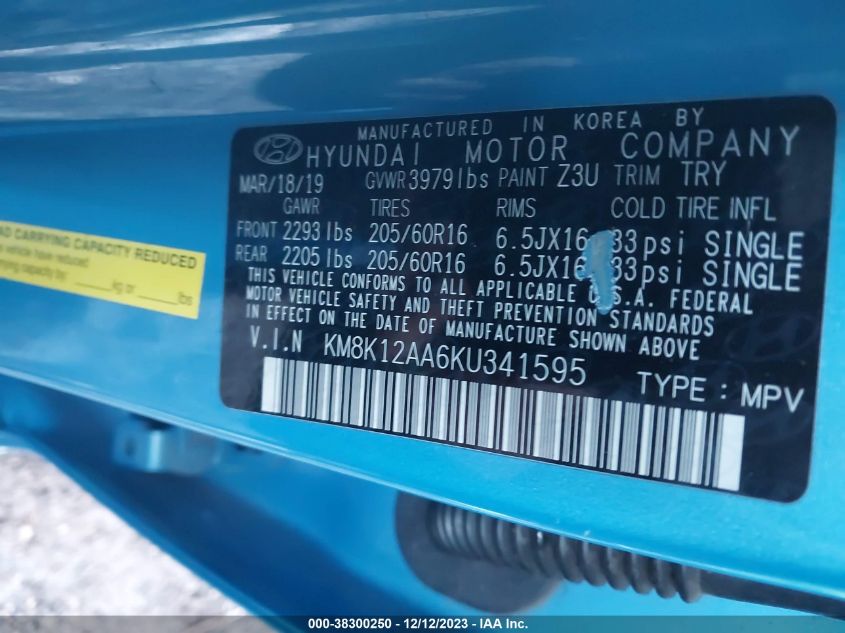 MANUFACTURED IN KOREA BY
HYUNDAI MOTOR COMPANY
MAR/18/19 GVWR 3979 lbs PAINT Z3U TRIM TRY
GAWR TIRES RIMS COLD TIRE INFL
FRONT 2293 lbs 205/60R16 6.5JX16 33psi SINGLE
REAR 2205 lbs 205/60R16 6.5JX16 33psi SINGLE
THIS VEHICLE CONFORMS TO ALL APPLICABLE U.S.A. FEDERAL
MOTOR VEHICLE SAFETY AND THEFT PREVENTION STANDARDS
IN EFFECT ON THE DATE OF MANUFACTURE SHOWN ABOVE
V.I.N KM8K12AA6KU341595 TYPE : MPV
AD CARRYING CAPACITY REDUCED
have been reduced:
kg or lbs
000-38300250 - 12/12/2023 - IAA Inc.